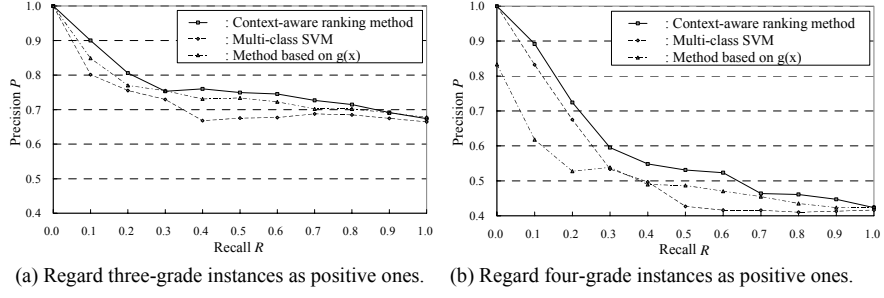 1.0
0.9
0.8
0.7
0.6
0.5
0.4
Precision P
: Context-aware ranking method
: Multi-class SVM
: Method based on g(x)
0.0 0.1 0.2 0.3 0.4 0.5 0.6 0.7 0.8 0.9 1.0
Recall R
(a) Regard three-grade instances as positive ones.
1.0
0.9
0.8
0.7
0.6
0.5
0.4
Precision P
: Context-aware ranking method
: Multi-class SVM
: Method based on g(x)
0.0 0.1 0.2 0.3 0.4 0.5 0.6 0.7 0.8 0.9 1.0
Recall R
(b) Regard four-grade instances as positive ones.